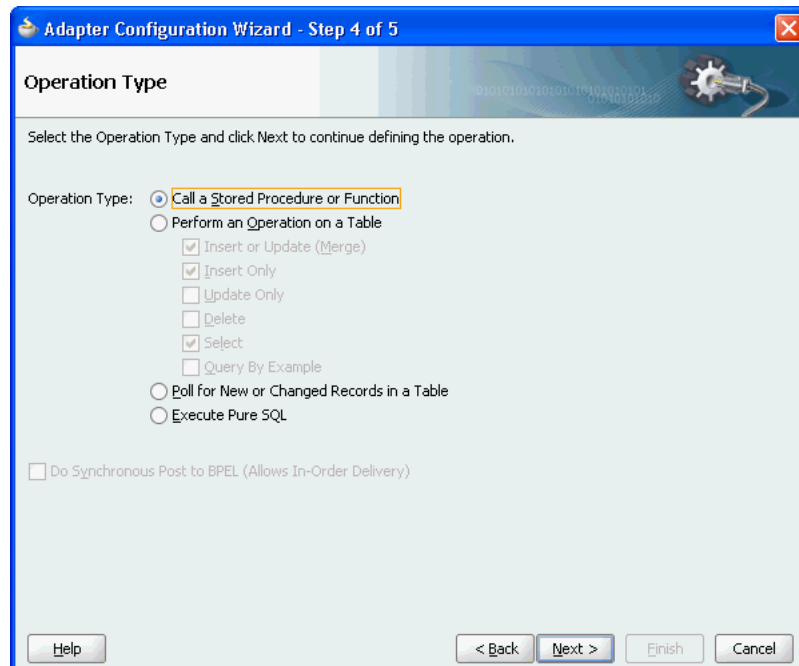 Adapter Configuration Wizard - Step 4 of 5
Operation Type
01010101010101010101010101
01010101010
Select the Operation Type and click Next to continue defining the operation.
Operation Type: Call a Stored Procedure or Function
Perform an Operation on a Table
Insert or Update (Merge)
Insert Only
Update Only
Delete
Select
Query By Example
Poll for New or Changed Records in a Table
Execute Pure SQL
Do Synchronous Post to BPEL (Allows In-Order Delivery)
Help < Back Next > Finish Cancel